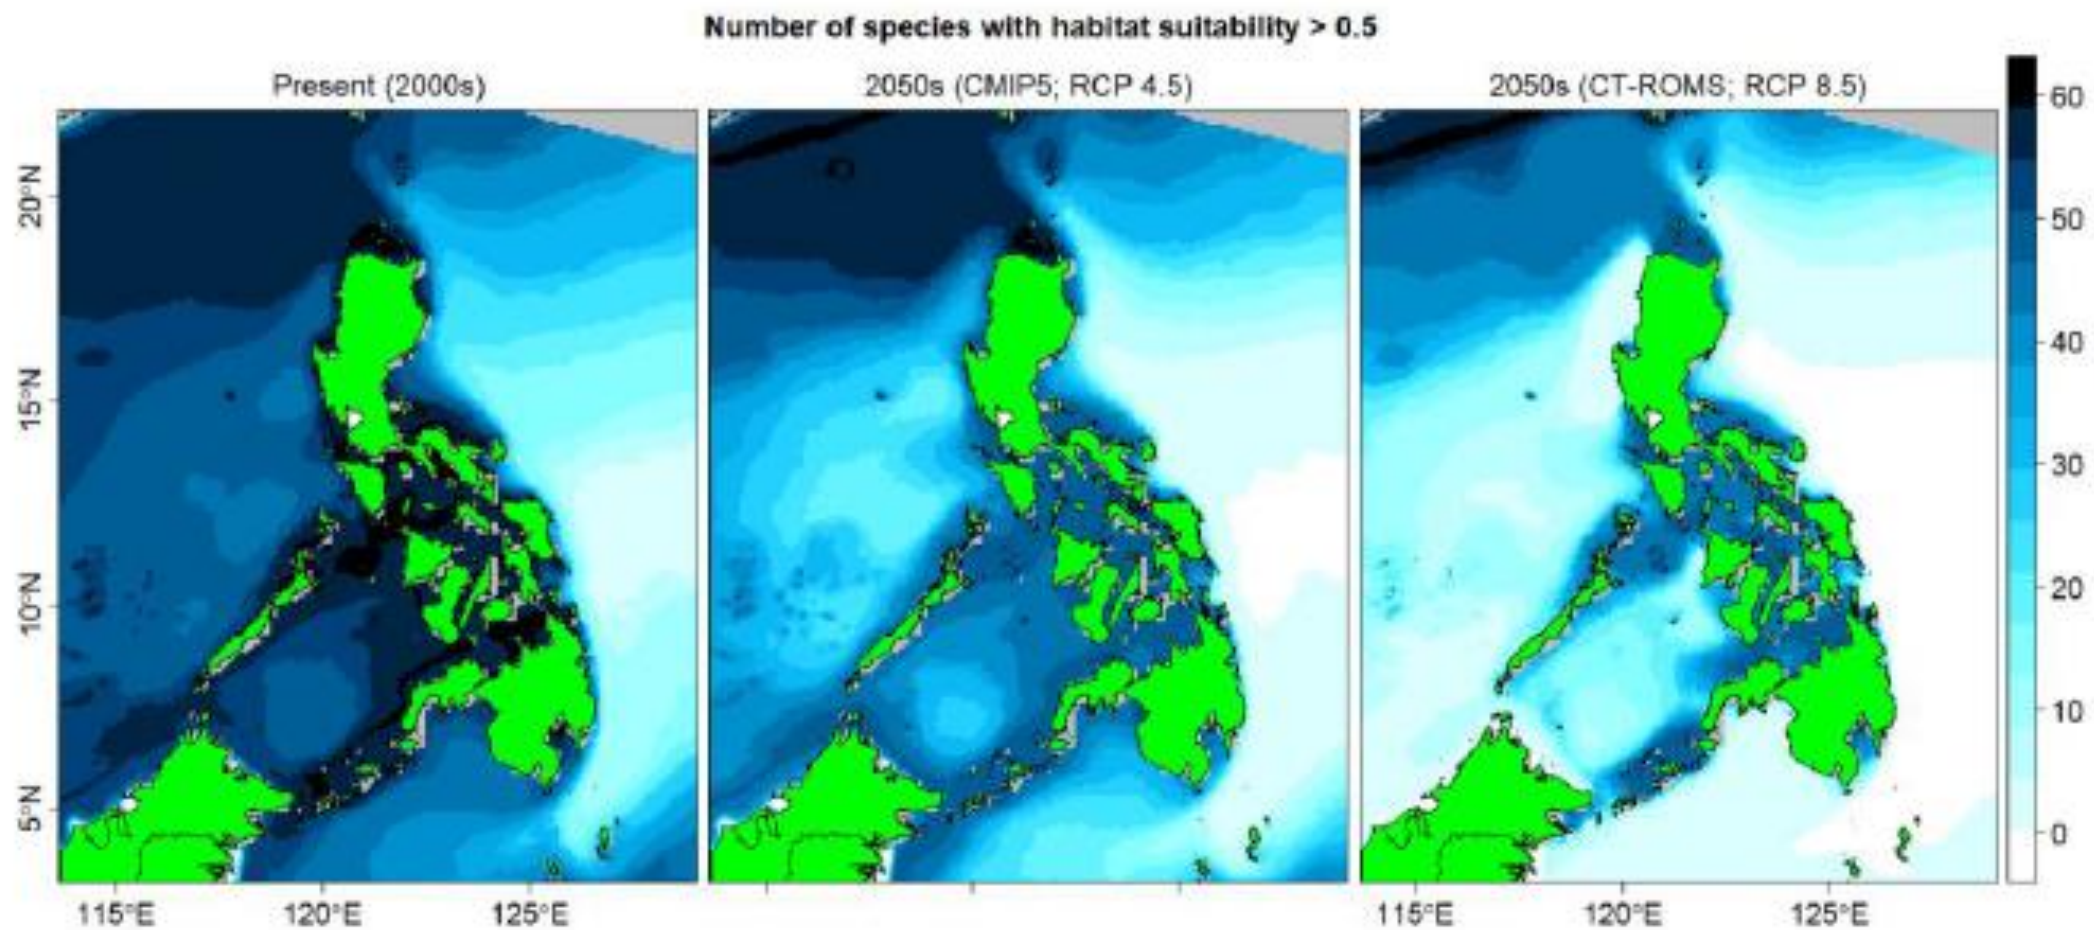 Number of species with habitat suitability > 0.5
Present (2000s)
2050s (CMIP5; RCP 4.5)
2050s (CT-ROMS; RCP 8.5)
20°N
15°N
10°N
5°N
115°E
120°E
125°E
115°E
120°E
125°E
60
50
40
30
20
10
0